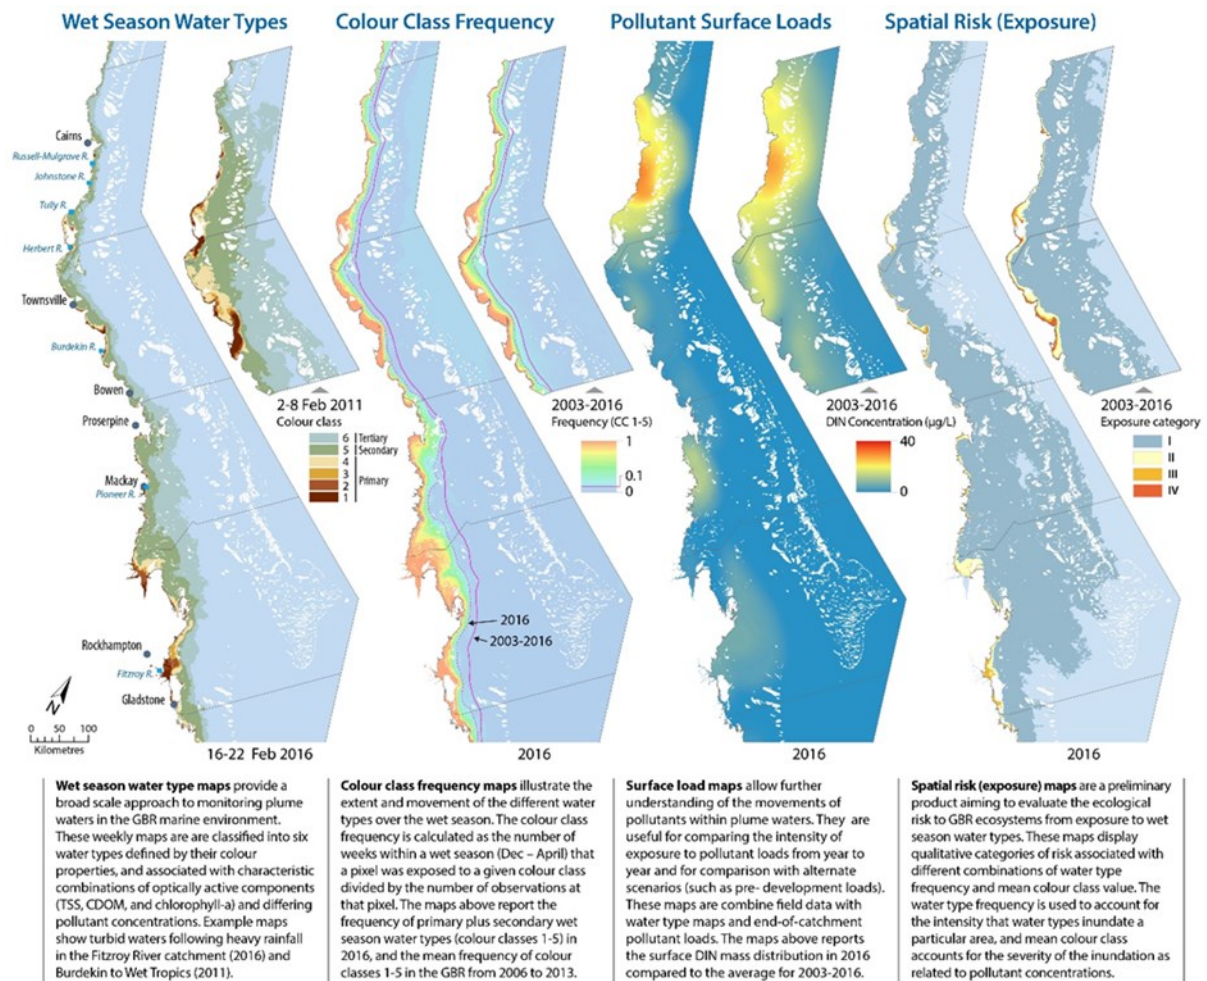 Wet Season Water Types
Colour Class Frequency
Pollutant Surface Loads
Spatial Risk (Exposure)
Cairns
Russell-Mulgrove R.
Johnstone R.
Tully R.
Herbert R.
Townsville
Burdekin R.
Bowen
Proserpine
Mackay
Pioneer R.
Rockhampton
Fitzroy R.
Gladstone
N
0 50 100
Kilometres
2-8 Feb 2011
Colour class
6 Tertiary
5 Secondary
4
3
2
1
Primary
16-22 Feb 2016
2003-2016
Frequency (CC 1-5)
1
0.1
0
2016
2003-2016
2016
2003-2016
DIN Concentration (µg/L)
40
0
2016
2003-2016
Exposure category
I
II
III
IV
2016
Wet season water type maps provide a
broad scale approach to monitoring plume
waters in the GBR marine environment.
These weekly maps are are classified into six
water types defined by their colour
properties, and associated with characteristic
combinations of optically active components
(TSS, CDOM, and chlorophyll-a) and differing
pollutant concentrations. Example maps
show turbid waters following heavy rainfall
in the Fitzroy River catchment (2016) and
Burdekin to Wet Tropics (2011).
Colour class frequency maps illustrate the
extent and movement of the different water
types over the wet season. The colour class
frequency is calculated as the number of
weeks within a wet season (Dec – April) that
a pixel was exposed to a given colour class
divided by the number of observations at
that pixel. The maps above report the
frequency of primary plus secondary wet
season water types (colour classes 1-5) in
2016, and the mean frequency of colour
classes 1-5 in the GBR from 2006 to 2013.
Surface load maps allow further
understanding of the movements of
pollutants within plume waters. They are
useful for comparing the intensity of
exposure to pollutant loads from year to
year and for comparison with alternate
scenarios (such as pre- development loads).
These maps are combine field data with
water type maps and end-of-catchment
pollutant loads. The maps above reports
the surface DIN mass distribution in 2016
compared to the average for 2003-2016.
Spatial risk (exposure) maps are a preliminary
product aiming to evaluate the ecological
risk to GBR ecosystems from exposure to wet
season water types. These maps display
qualitative categories of risk associated with
different combinations of water type
frequency and mean colour class value. The
water type frequency is used to account for
the intensity that water types inundate a
particular area, and mean colour class
accounts for the severity of the inundation as
related to pollutant concentrations.